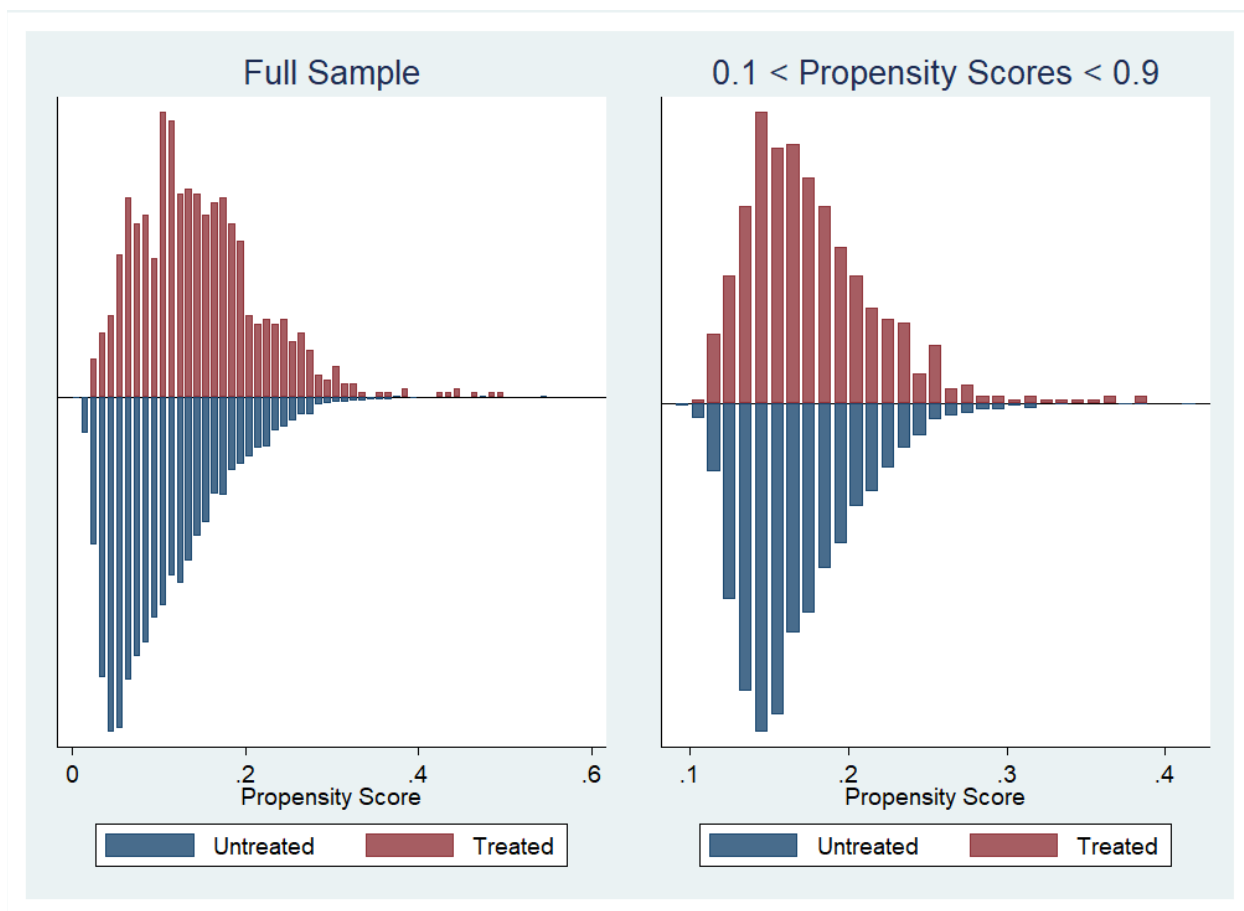 Full Sample
0 .2 .4 .6
Propensity Score
Untreated Treated
0.1 < Propensity Scores < 0.9
.1 .2 .3 .4
Propensity Score
Untreated Treated